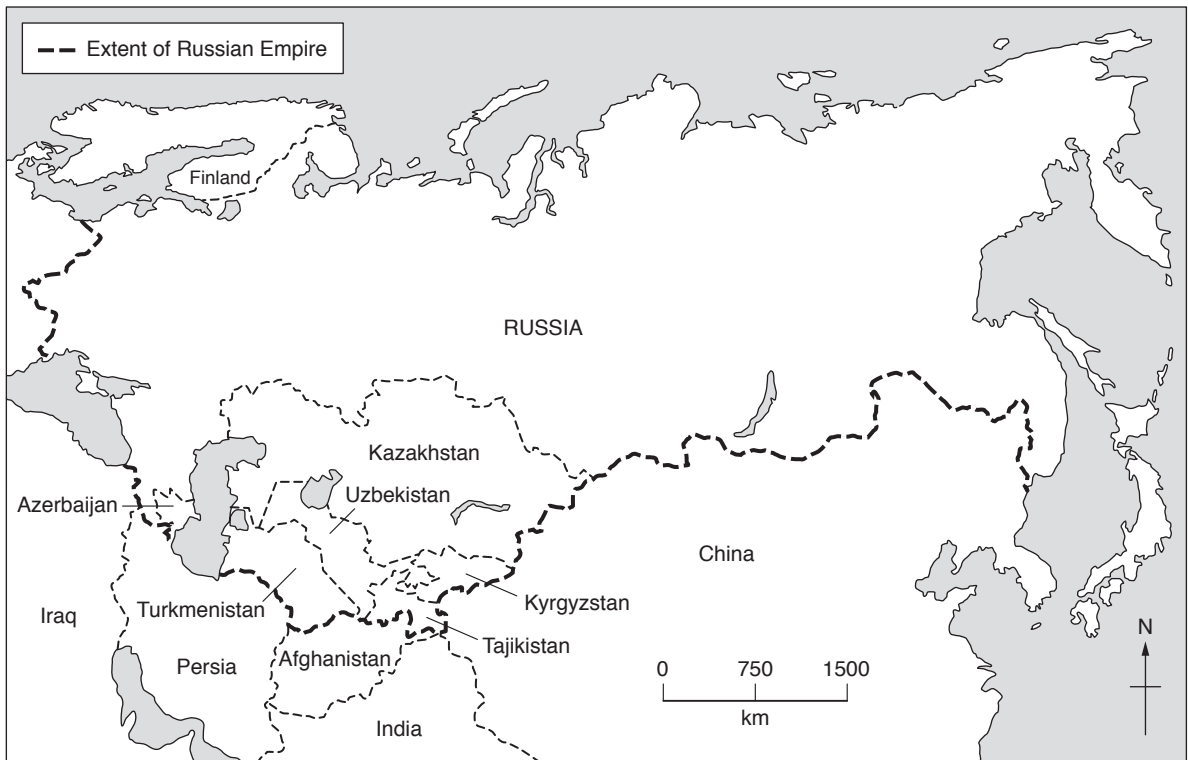 Extent of Russian Empire
Finland
RUSSIA
Kazakhstan
Uzbekistan
Azerbaijan
China
Kyrgyzstan
Turkmenistan
Iraq
Tajikistan
Persia
Afghanistan
India
0 750 1500
km
N